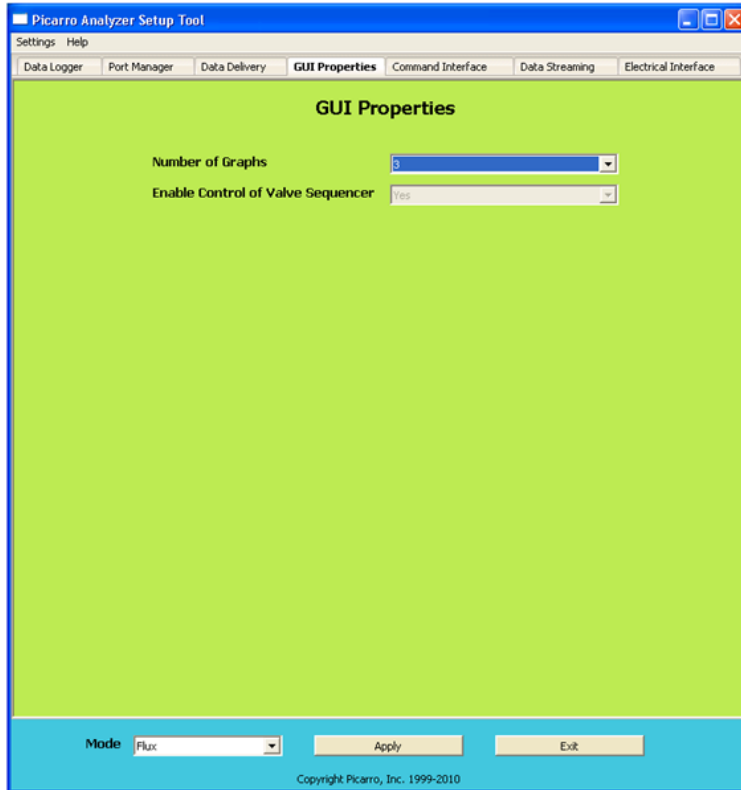 Picarro Analyzer Setup Tool
Settings Help
Data Logger Port Manager Data Delivery GUI Properties Command Interface Data Streaming Electrical Interface
GUI Properties
Number of Graphs 3
Enable Control of Valve Sequencer Yes
Mode Flux Apply Exit
Copyright Picarro, Inc. 1999-2010